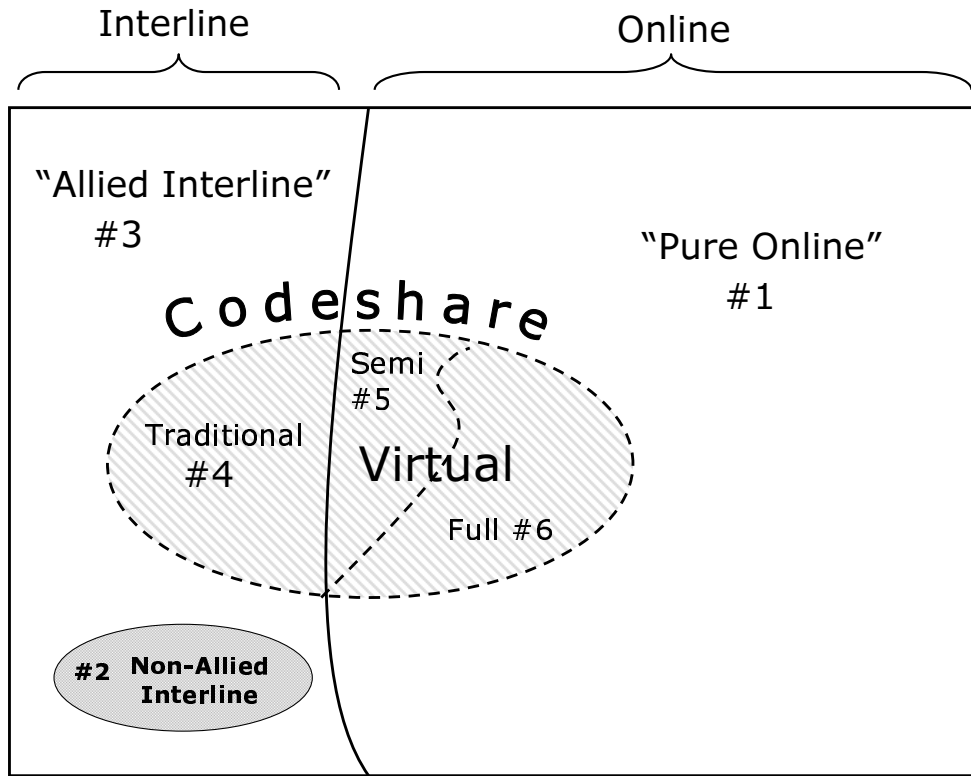 Interline
Online
“Allied Interline”
#3
“Pure Online”
#1
Codeshare
Semi
#5
Traditional
#4
Virtual
Full #6
#2 Non-Allied
Interline